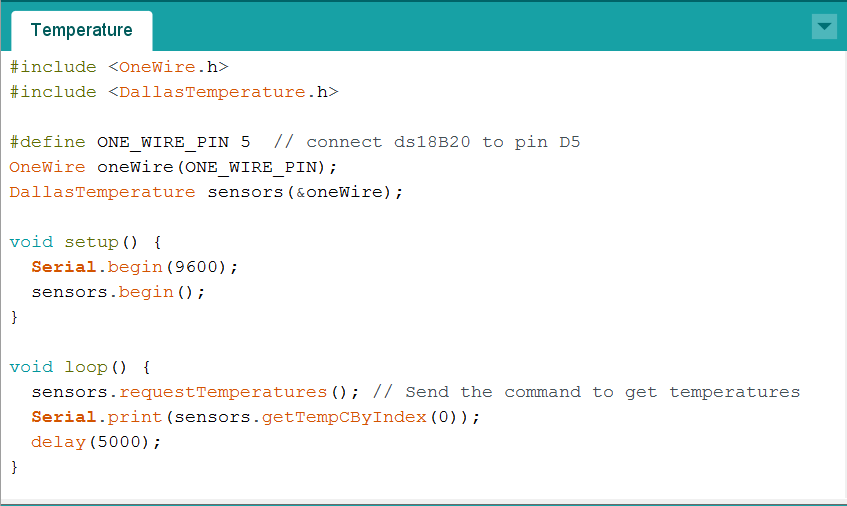 Temperature
#include <OneWire.h>
#include <DallasTemperature.h>

#define ONE_WIRE_PIN 5  // connect ds18B20 to pin D5
OneWire oneWire(ONE_WIRE_PIN);
DallasTemperature sensors(&oneWire);

void setup() {
  Serial.begin(9600);
  sensors.begin();
}

void loop() {
  sensors.requestTemperatures(); // Send the command to get temperatures
  Serial.print(sensors.getTempCByIndex(0));
  delay(5000);
}